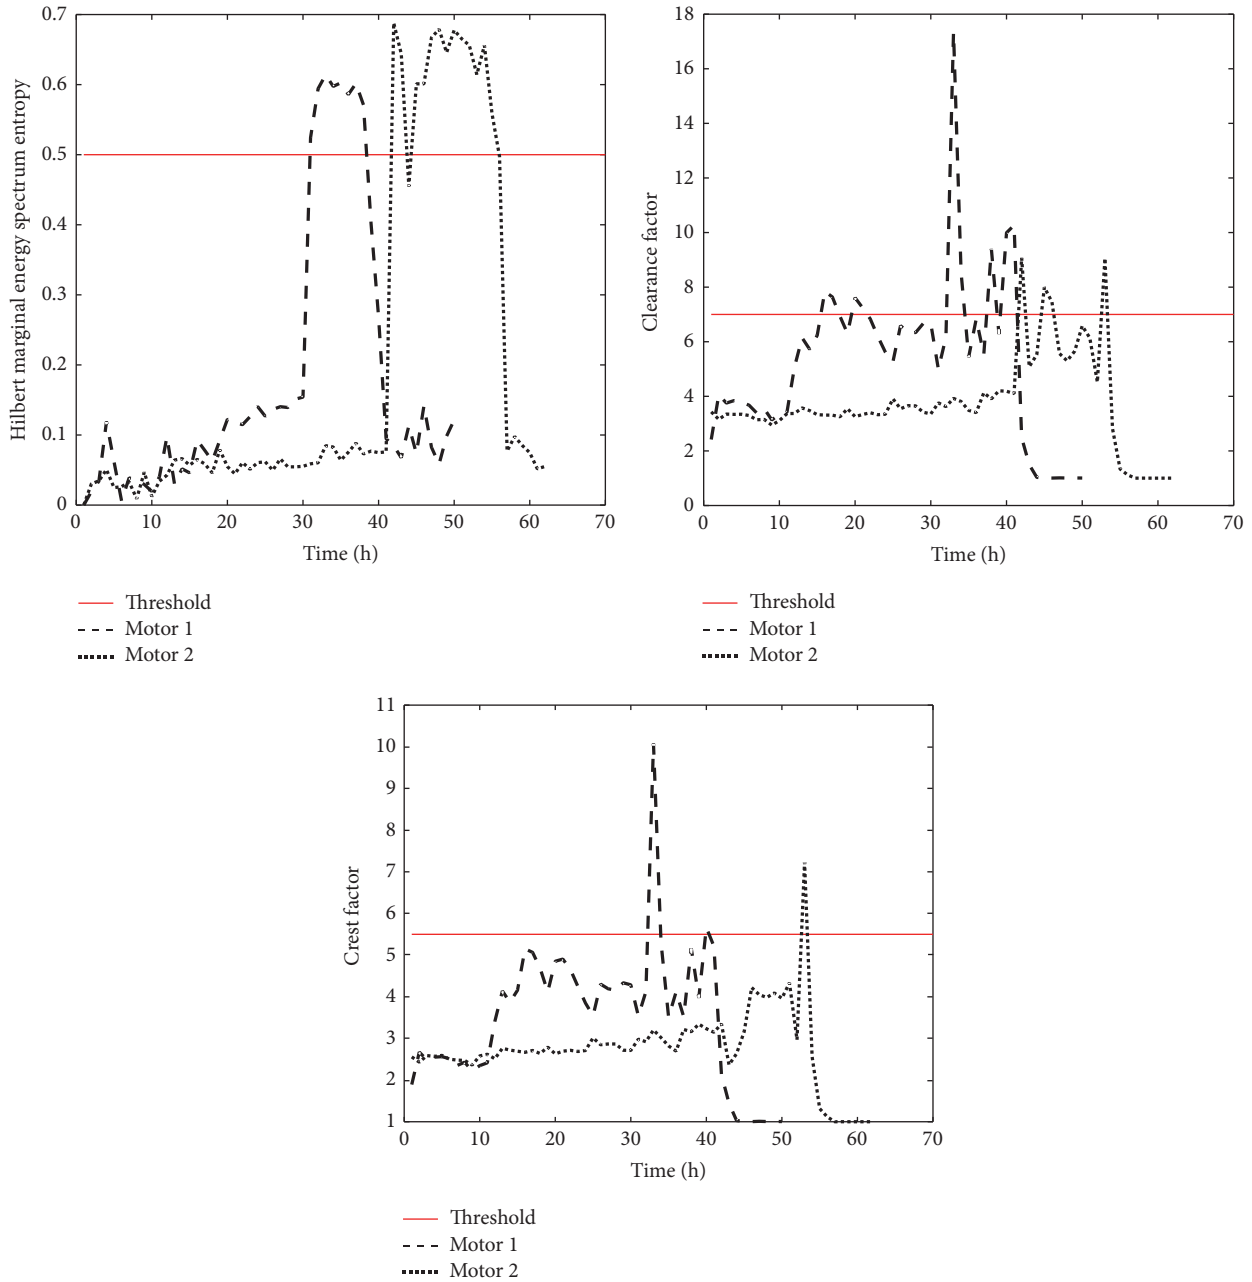 Hilbert marginal energy spectrum entropy
0.7
0.6
0.5
0.4
0.3
0.2
0.1
0
0 10 20 30 40 50 60 70
Time (h)
Threshold
Motor 1
Motor 2
Clearance factor
18
16
14
12
10
8
6
4
2
0
0 10 20 30 40 50 60 70
Time (h)
Threshold
Motor 1
Motor 2
Crest factor
11
10
9
8
7
6
5
4
3
2
1
0 10 20 30 40 50 60 70
Time (h)
Threshold
Motor 1
Motor 2